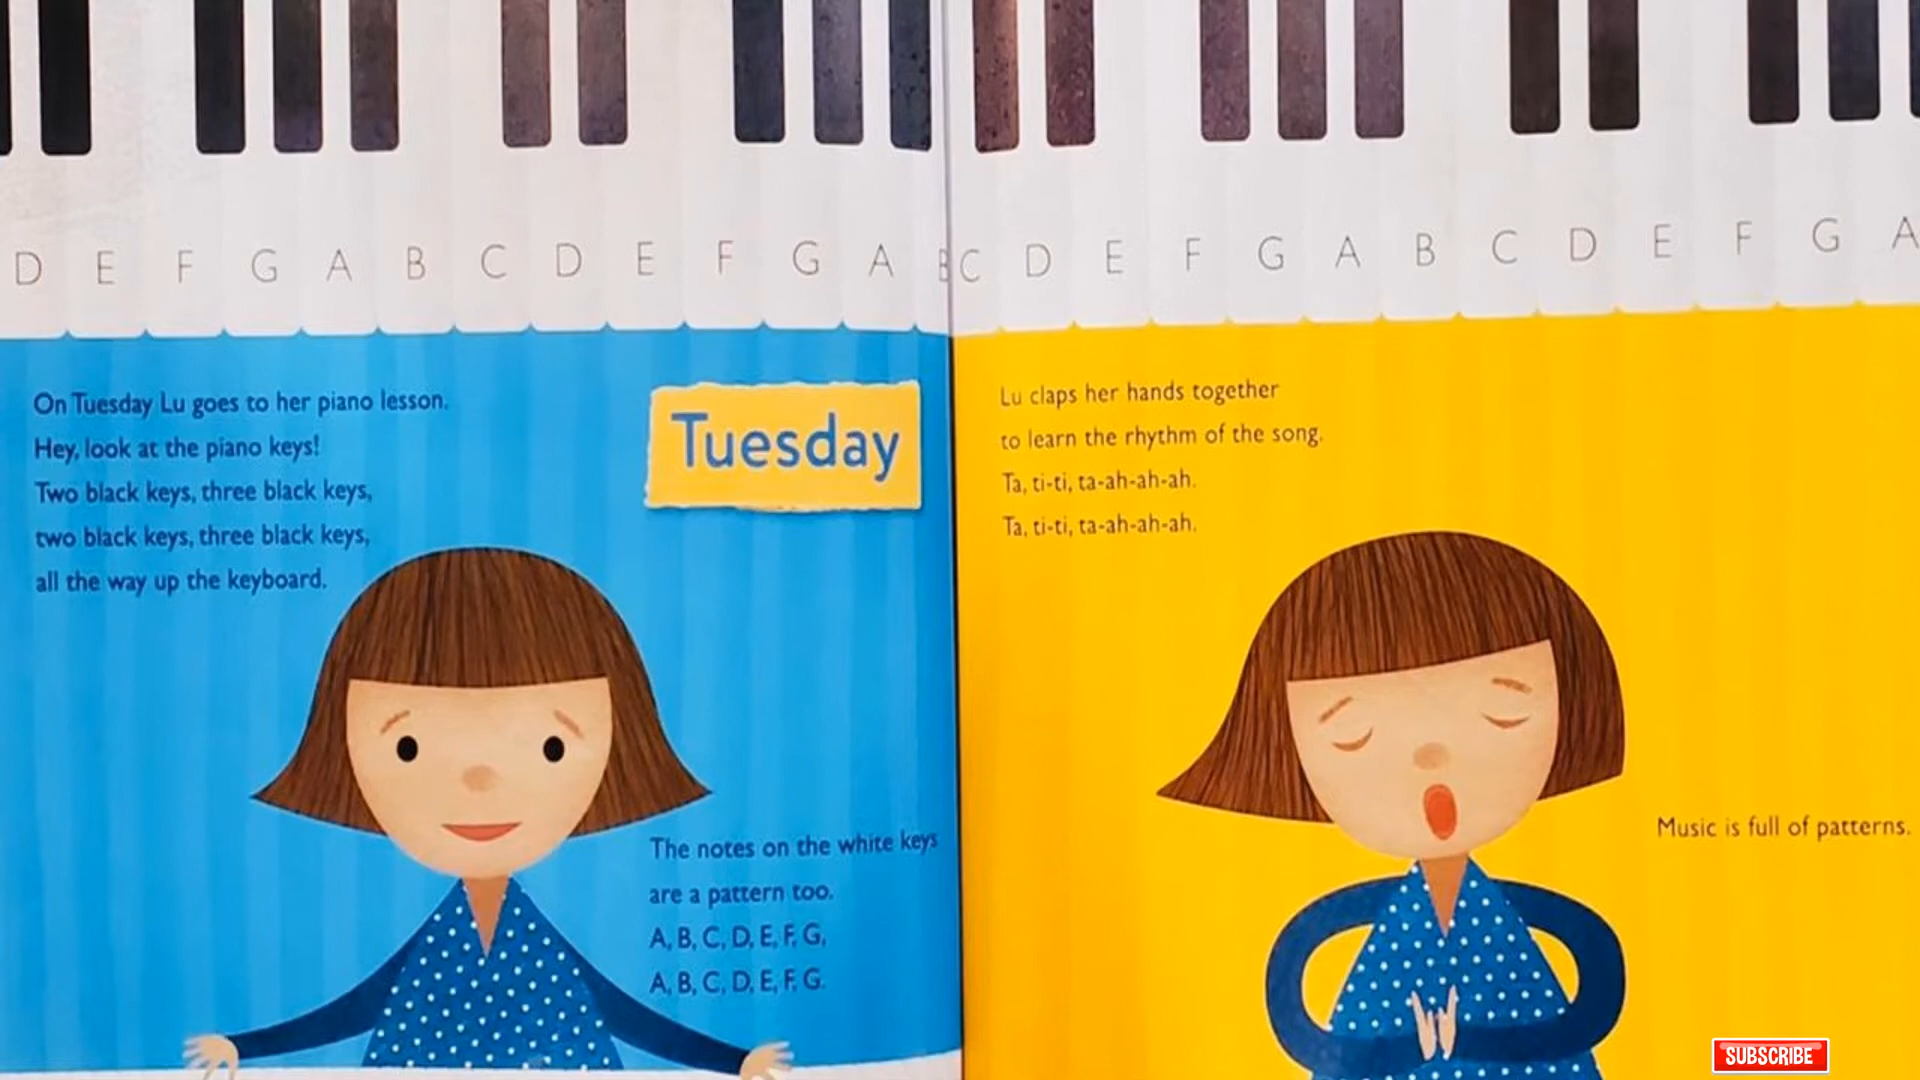 D E F G A B C D E F G A B C D E F G A B C D E F G A
On Tuesday Lu goes to her piano lesson.
Hey, look at the piano keys!
Two black keys, three black keys,
two black keys, three black keys,
all the way up the keyboard.
Tuesday
The notes on the white keys
are a pattern too.
A, B, C, D, E, F, G,
A, B, C, D, E, F, G.
Lu claps her hands together
to learn the rhythm of the song.
Ta, ti-ti, ta-ah-ah-ah.
Ta, ti-ti, ta-ah-ah-ah.
Music is full of patterns.
SUBSCRIBE